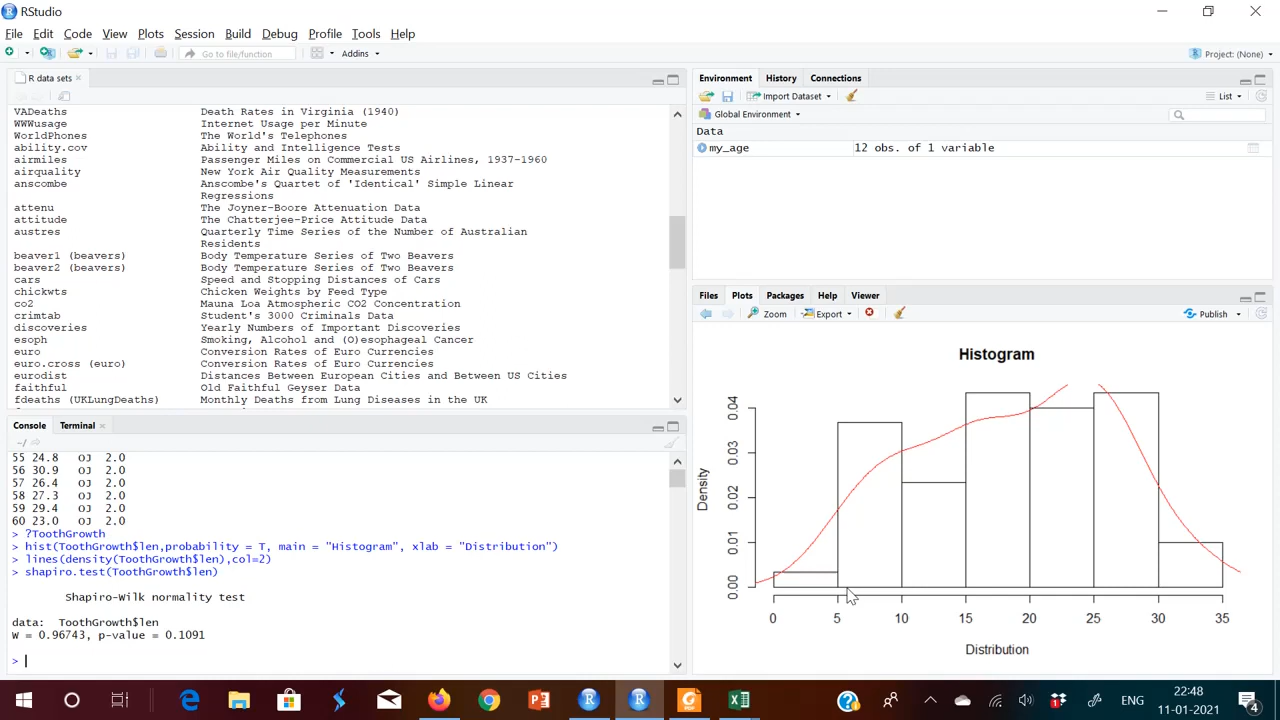 RStudio
File Edit Code View Plots Session Build Debug Profile Tools Help
Go to file/function Addins Project: (None)
R data sets
VADeaths Death Rates in Virginia (1940)
WWWusage Internet Usage per Minute
WorldPhones The World's Telephones
ability.cov Ability and Intelligence Tests
airmiles Passenger Miles on Commercial US Airlines, 1937-1960
airquality New York Air Quality Measurements
anscombe Anscombe's Quartet of 'Identical' Simple Linear
Regressions
attenu The Joyner-Boore Attenuation Data
attitude The Chatterjee-Price Attitude Data
austres Quarterly Time Series of the Number of Australian
Residents
beaver1 (beavers) Body Temperature Series of Two Beavers
beaver2 (beavers) Body Temperature Series of Two Beavers
cars Speed and Stopping Distances of Cars
chickwts Chicken Weights by Feed Type
co2 Mauna Loa Atmospheric CO2 Concentration
crimtab Student's 3000 Criminals Data
discoveries Yearly Numbers of Important Discoveries
esoph Smoking, Alcohol and (O)esophageal Cancer
euro Conversion Rates of Euro Currencies
euro.cross (euro) Conversion Rates of Euro Currencies
eurodist Distances Between European Cities and Between US Cities
faithful Old Faithful Geyser Data
fdeaths (UKLungDeaths) Monthly Deaths from Lung Diseases in the UK
Console Terminal
~/
55 24.8 OJ 2.0
56 30.9 OJ 2.0
57 26.4 OJ 2.0
58 27.3 OJ 2.0
59 29.4 OJ 2.0
60 23.0 OJ 2.0
> ?ToothGrowth
> hist(ToothGrowth$len,probability = T, main = "Histogram", xlab = "Distribution")
> lines(density(ToothGrowth$len),col=2)
> shapiro.test(ToothGrowth$len)
Shapiro-Wilk normality test
data: ToothGrowth$len
W = 0.96743, p-value = 0.1091
>
Environment History Connections
Import Dataset List
Global Environment
Data
my_age 12 obs. of 1 variable
Files Plots Packages Help Viewer
Zoom Export Publish
Histogram
Density
0.04
0.03
0.02
0.01
0.00
0 5 10 15 20 25 30 35
Distribution
ENG 22:48
11-01-2021 4